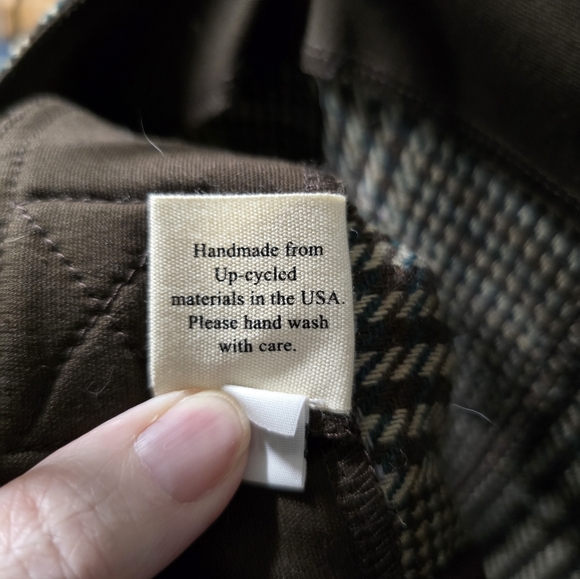 Handmade from
Up-cycled
materials in the USA.
Please hand wash
with care.